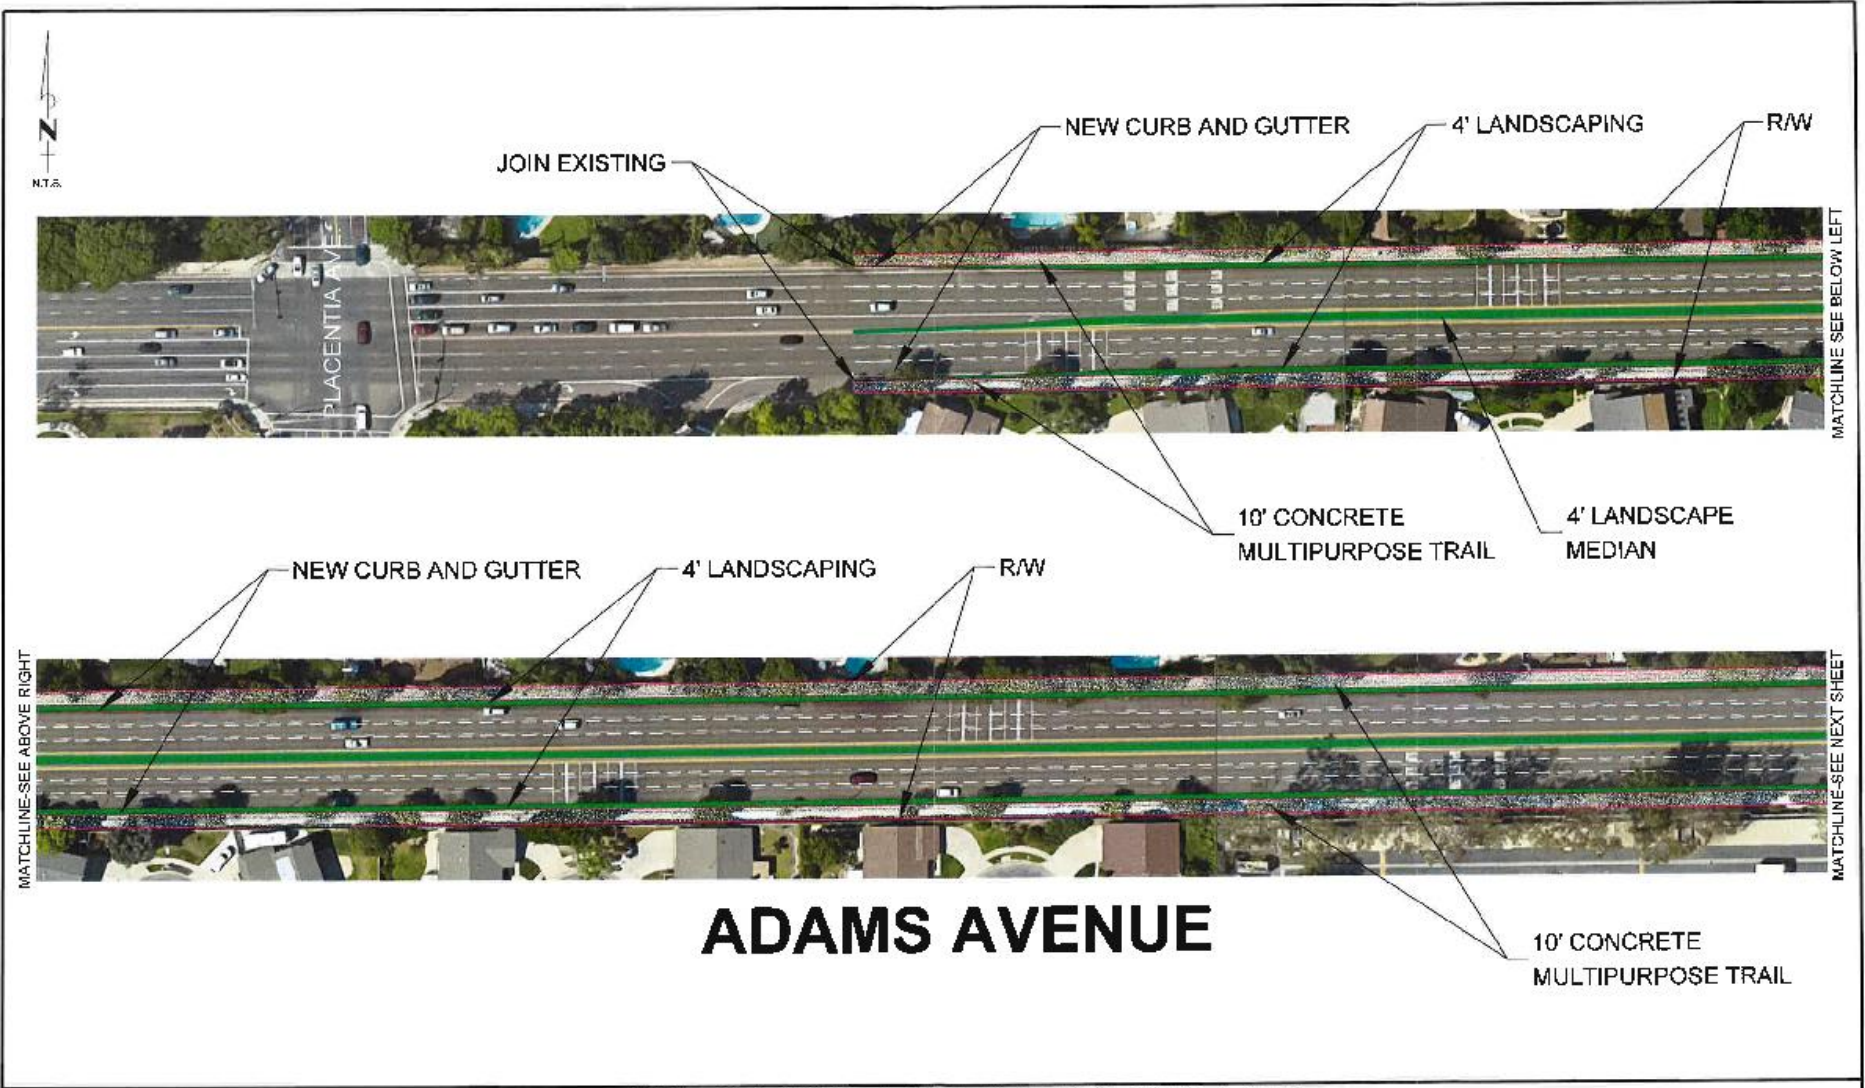 N
N.T.S.
NEW CURB AND GUTTER
4' LANDSCAPING
R/W
JOIN EXISTING
PLACENTIA AVE
MATCHLINE SEE BELOW LEFT
10' CONCRETE
MULTIPURPOSE TRAIL
4' LANDSCAPE
MEDIAN
NEW CURB AND GUTTER
4' LANDSCAPING
R/W
MATCHLINE-SEE ABOVE RIGHT
MATCHLINE-SEE NEXT SHEET
ADAMS AVENUE
10' CONCRETE
MULTIPURPOSE TRAIL